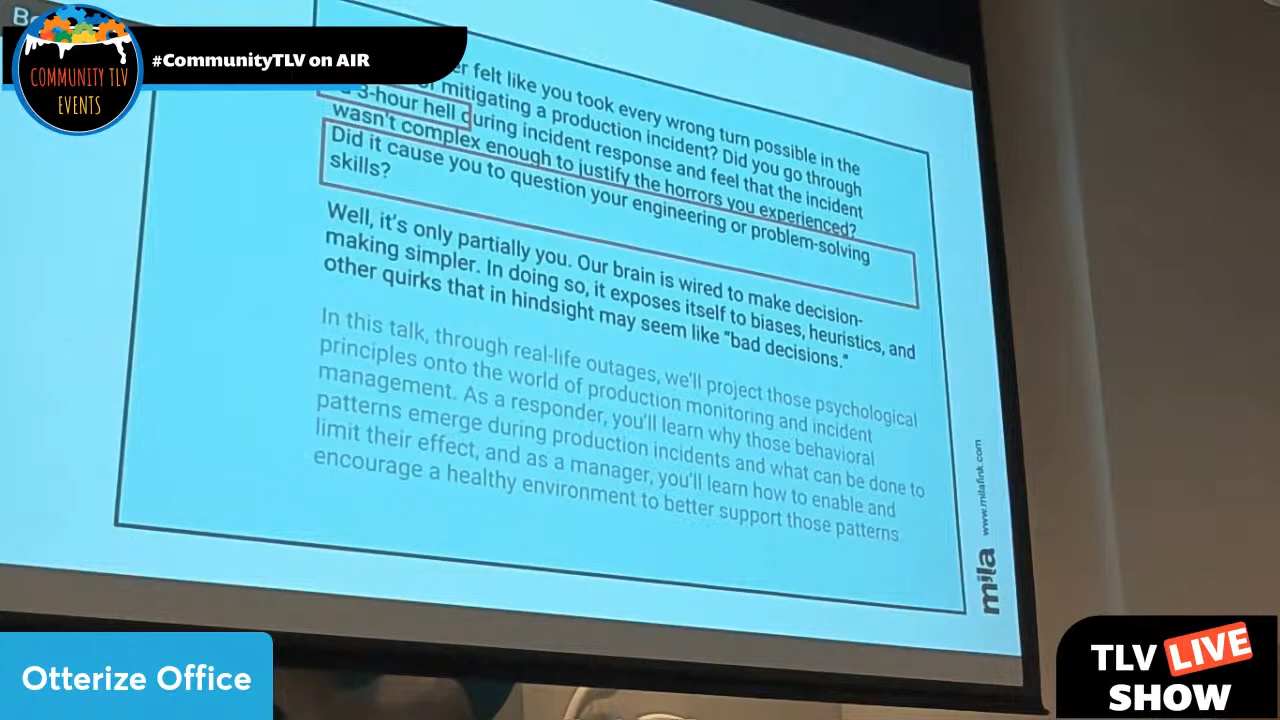 Be
COMMUNITY TLV
EVENTS
#CommunityTLV on AIR
er felt like you took every wrong turn possible in the
of mitigating a production incident? Did you go through
a 3-hour hell during incident response and feel that the incident
wasn't complex enough to justify the horrors you experienced?
Did it cause you to question your engineering or problem-solving
skills?
Well, it's only partially you. Our brain is wired to make decision-
making simpler. In doing so, it exposes itself to biases, heuristics, and
other quirks that in hindsight may seem like "bad decisions."
In this talk, through real-life outages, we'll project those psychological
principles onto the world of production monitoring and incident
management. As a responder, you'll learn why those behavioral
patterns emerge during production incidents and what can be done to
limit their effect, and as a manager, you'll learn how to enable and
encourage a healthy environment to better support those patterns
mila www.milafink.com
Otterize Office
TLV LIVE
SHOW